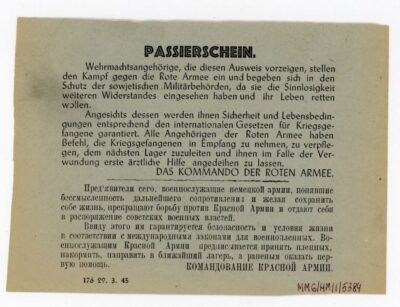 PASSIERSCHEIN.
Wehrmachtsangehörige, die diesen Ausweis vorzeigen, stellen
den Kampf gegen die Rote Armee ein und begeben sich in den
Schutz der sowjetischen Militärbehörden, da sie die Sinnlosigkeit
weiteren Widerstandes eingesehen haben und ihr Leben retten
wollen.
Angesichts dessen werden ihnen Sicherheit und Lebensbedin-
gungen entsprechend den internationalen Gesetzen für Kriegsge-
fangene garantiert. Alle Angehörigen der Roten Armee haben
Befehl, die Kriegsgefangenen in Empfang zu nehmen, zu verpfle-
gen, dem nächsten Lager zuzuleiten und ihnen im Falle der Ver-
wundung erste ärztliche Hilfe angedeihen zu lassen.
DAS KOMMANDO DER ROTEN ARMEE.
Предъявители сего, военнослужащие немецкой армии, понявшие
бессмысленность дальнейшего сопротивления и желая сохранить
себе жизнь, прекращают борьбу против Красной Армии и отдают себя
в распоряжение советских военных властей.
Ввиду этого им гарантируется безопасность и условия жизни
в соответствии с международными законами для военнопленных. Во-
еннослужащим Красной Армии предписывается принять пленных,
накормить, направить в ближайший лагерь, а раненым оказать пер-
вую помощь. КОМАНДОВАНИЕ КРАСНОЙ АРМИИ.
176 29. 3. 45
MMG/HM/1/5389